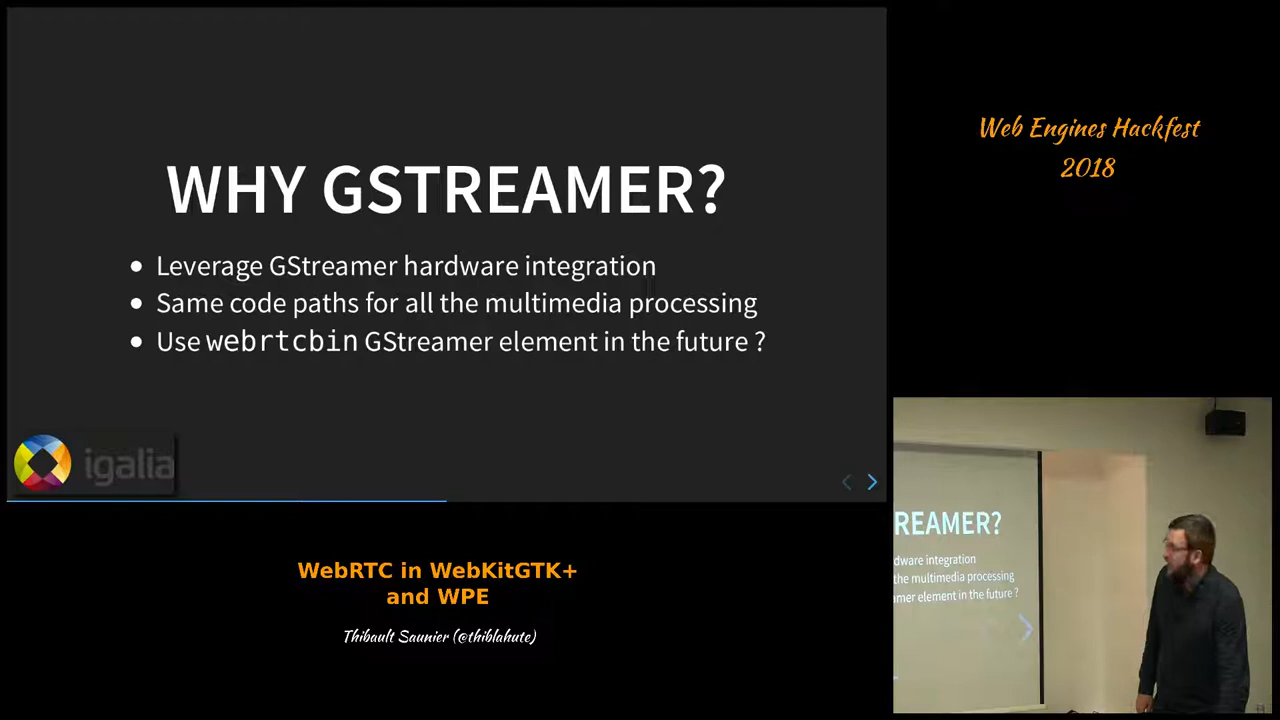 WHY GSTREAMER?
Leverage GStreamer hardware integration
Same code paths for all the multimedia processing
Use webrtcbin GStreamer element in the future ?
igalia
Web Engines Hackfest
2018
REAMER?
dware integration
the multimedia processing
amer element in the future ?
WebRTC in WebKitGTK+
and WPE
Thibault Saunier (@thiblahute)